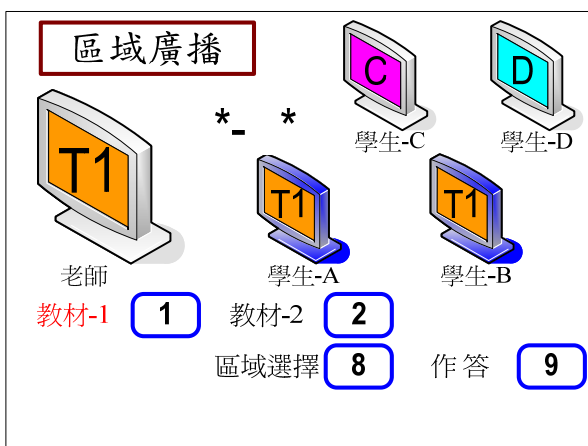 區域廣播
C
D
*- *
學生-C
學生-D
T1
T1
T1
老師
學生-A
學生-B
教材-1 1 教材-2 2
區域選擇 8 作 答 9